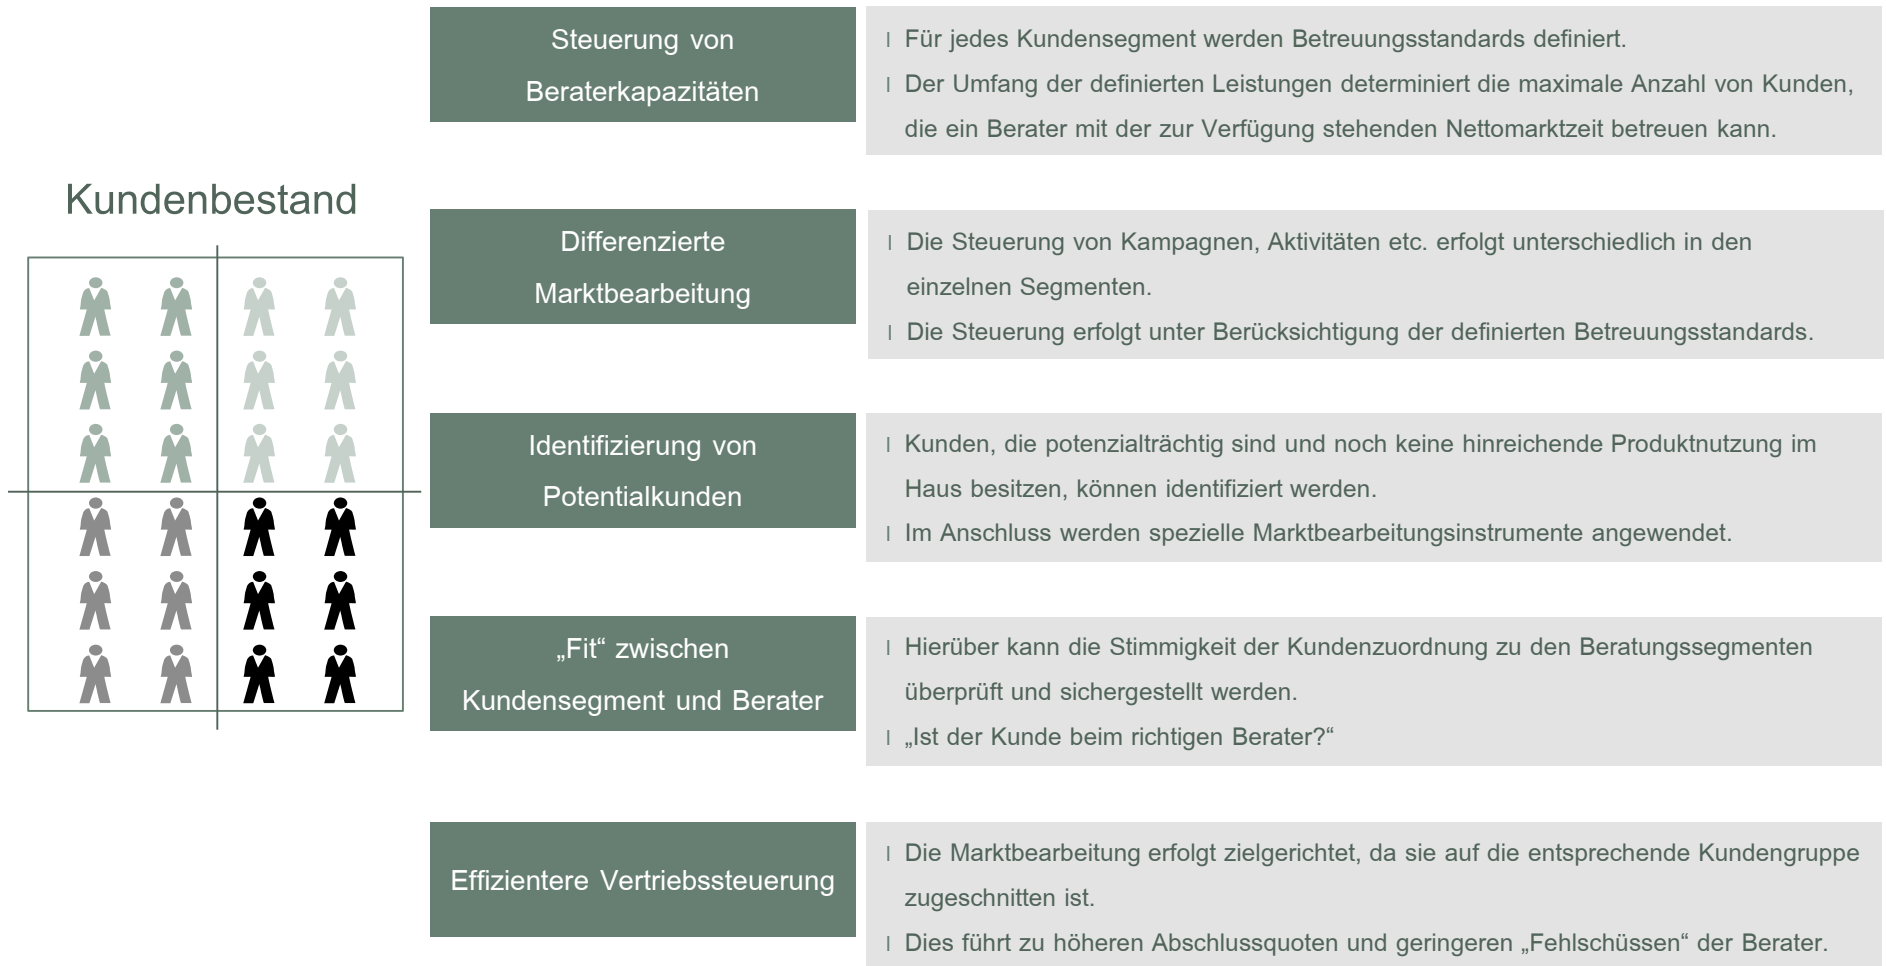 Kundenbestand
Steuerung von
Beraterkapazitäten
l Für jedes Kundensegment werden Betreuungsstandards definiert.
l Der Umfang der definierten Leistungen determiniert die maximale Anzahl von Kunden,
die ein Berater mit der zur Verfügung stehenden Nettomarktzeit betreuen kann.
Differenzierte
Marktbearbeitung
l Die Steuerung von Kampagnen, Aktivitäten etc. erfolgt unterschiedlich in den
einzelnen Segmenten.
l Die Steuerung erfolgt unter Berücksichtigung der definierten Betreuungsstandards.
Identifizierung von
Potentialkunden
l Kunden, die potenzialträchtig sind und noch keine hinreichende Produktnutzung im
Haus besitzen, können identifiziert werden.
l Im Anschluss werden spezielle Marktbearbeitungsinstrumente angewendet.
„Fit“ zwischen
Kundensegment und Berater
l Hierüber kann die Stimmigkeit der Kundenzuordnung zu den Beratungssegmenten
überprüft und sichergestellt werden.
l „Ist der Kunde beim richtigen Berater?“
Effizientere Vertriebssteuerung
l Die Marktbearbeitung erfolgt zielgerichtet, da sie auf die entsprechende Kundengruppe
zugeschnitten ist.
l Dies führt zu höheren Abschlussquoten und geringeren „Fehlschüssen“ der Berater.